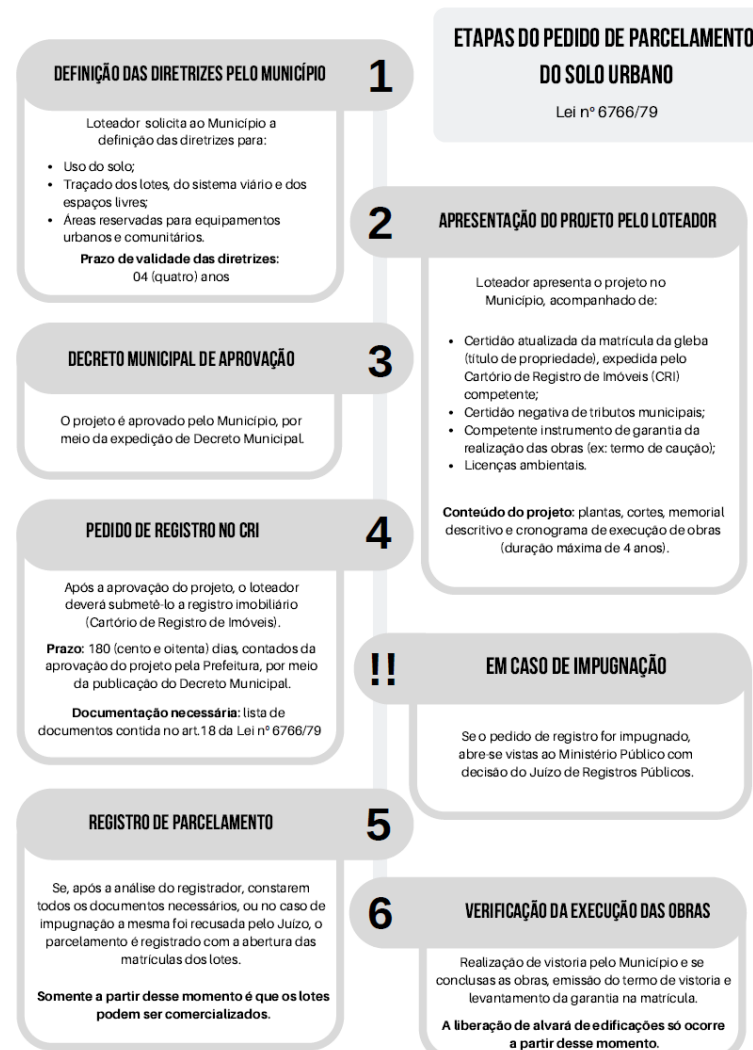 ETAPAS DO PEDIDO DE PARCELAMENTO
DO SOLO URBANO
Lei nº 6766/79
DEFINIÇÃO DAS DIRETRIZES PELO MUNICÍPIO
1
Loteador solicita ao Município a
definição das diretrizes para:
• Uso do solo;
• Traçado dos lotes, do sistema viário e dos
espaços livres;
• Áreas reservadas para equipamentos
urbanos e comunitários.
Prazo de validade das diretrizes:
04 (quatro) anos
2
APRESENTAÇÃO DO PROJETO PELO LOTEADOR
Loteador apresenta o projeto no
Município, acompanhado de:
• Certidão atualizada da matrícula da gleba
(título de propriedade), expedida pelo
Cartório de Registro de Imóveis (CRI)
competente;
• Certidão negativa de tributos municipais;
• Competente instrumento de garantia da
realização das obras (ex: termo de caução);
• Licenças ambientais.
Conteúdo do projeto: plantas, cortes, memorial
descritivo e cronograma de execução de obras
(duração máxima de 4 anos).
DECRETO MUNICIPAL DE APROVAÇÃO
3
O projeto é aprovado pelo Município, por
meio da expedição de Decreto Municipal.
PEDIDO DE REGISTRO NO CRI
4
Após a aprovação do projeto, o loteador
deverá submetê-lo a registro imobiliário
(Cartório de Registro de Imóveis).
Prazo: 180 (cento e oitenta) dias, contados da
aprovação do projeto pela Prefeitura, por meio
da publicação do Decreto Municipal.
Documentação necessária: lista de
documentos contida no art.18 da Lei nº 6766/79
!!
EM CASO DE IMPUGNAÇÃO
Se o pedido de registro for impugnado,
abre-se vistas ao Ministério Público com
decisão do Juízo de Registros Públicos.
REGISTRO DE PARCELAMENTO
5
Se, após a análise do registrador, constarem
todos os documentos necessários, ou no caso de
impugnação a mesma foi recusada pelo Juízo, o
parcelamento é registrado com a abertura das
matrículas dos lotes.
Somente a partir desse momento é que os lotes
podem ser comercializados.
6
VERIFICAÇÃO DA EXECUÇÃO DAS OBRAS
Realização de vistoria pelo Município e se
conclusas as obras, emissão do termo de vistoria e
levantamento da garantia na matrícula.
A liberação de alvará de edificações só ocorre
a partir desse momento.